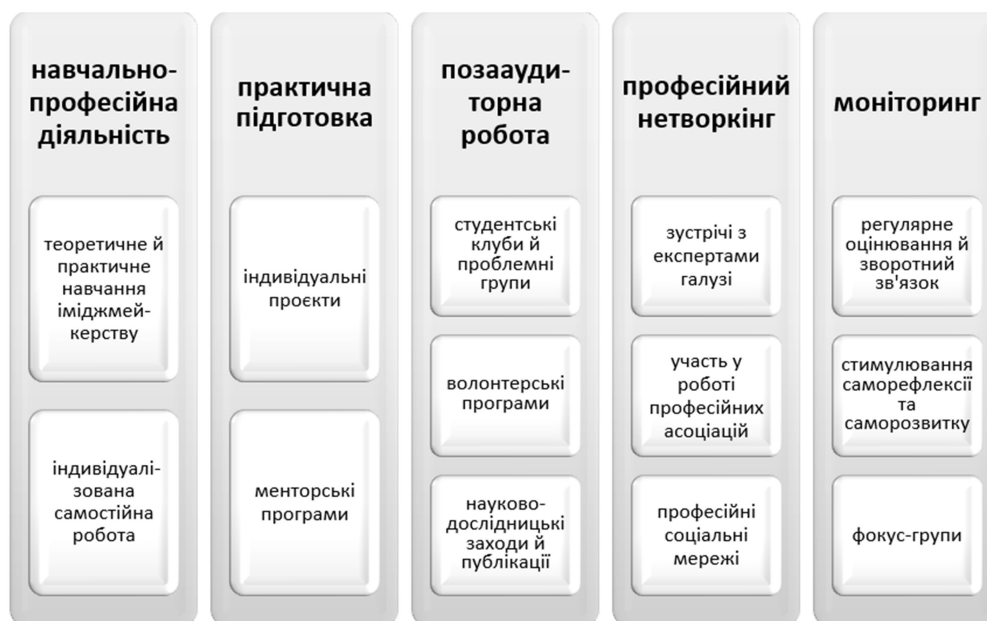 навчально-
професійна
діяльність
теоретичне й
практичне
навчання
іміджмей-
керству
індивідуалі-
зована
самостійна
робота
практична
підготовка
індивідуальні
проєкти
менторські
програми
позаауди-
торна
робота
студентські
клуби й
проблемні
групи
волонтерські
програми
науково-
дослідницькі
заходи й
публікації
професійний
нетворкінг
зустрічі з
експертами
галузі
участь у
роботі
професійних
асоціацій
професійні
соціальні
мережі
моніторинг
регулярне
оцінювання й
зворотний
зв'язок
стимулювання
саморефлексії
та
саморозвитку
фокус-групи